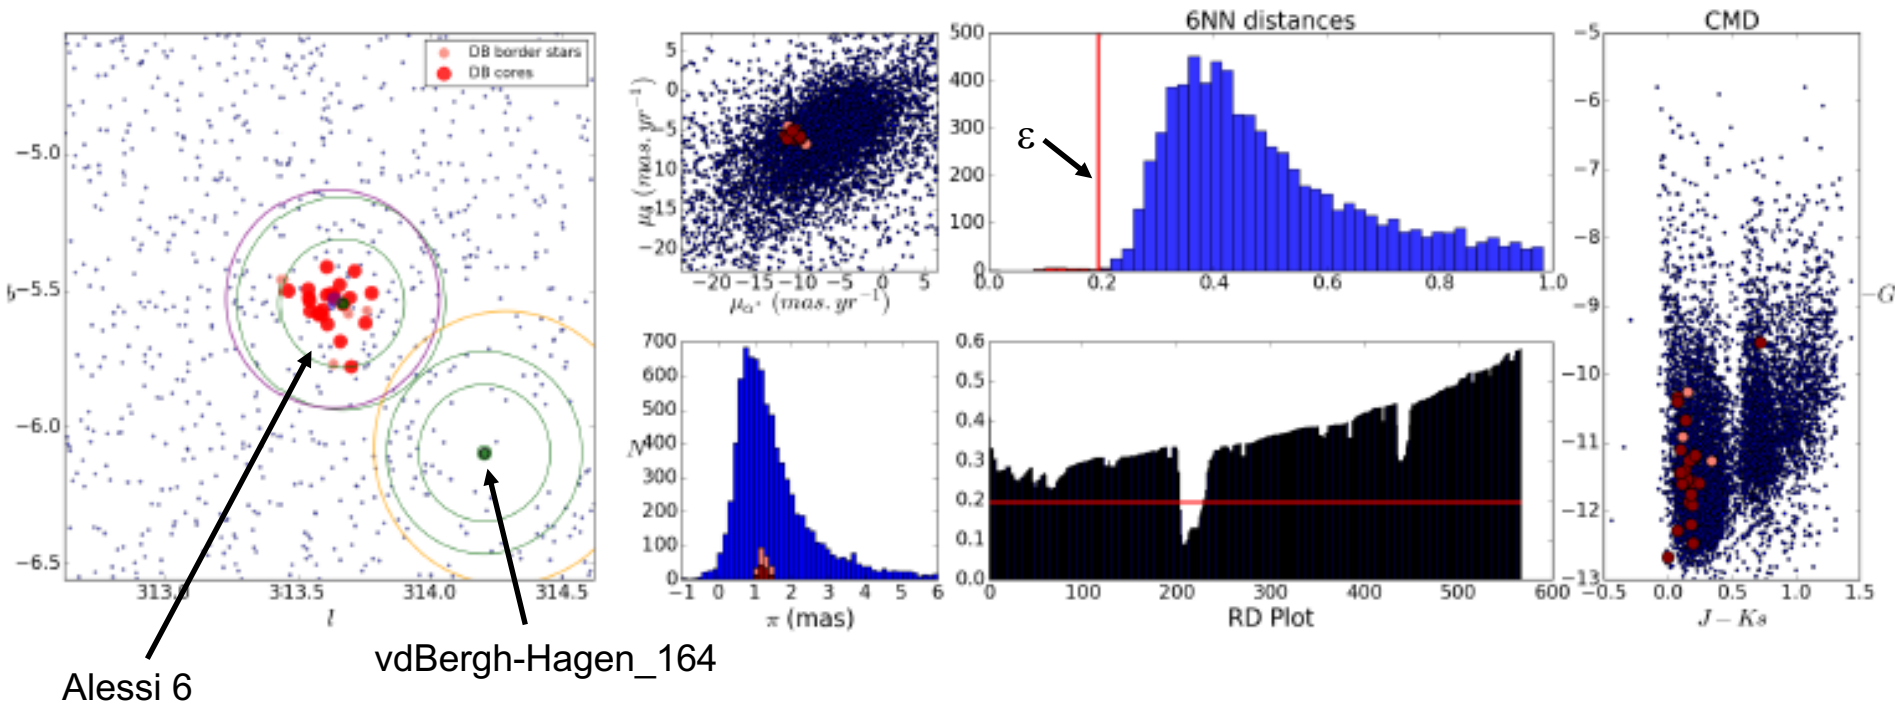 6NN distances
CMD
DB border stars
DB cores
−5.0
−5.5
−6.0
−6.5
313.0
313.5
314.0
314.5
l
Alessi 6
vdBergh-Hagen_164
5
0
5
10
15
−20
μδ (mas. yr⁻¹)
−20 −15 −10 −5 0 5
μα* (mas. yr⁻¹)
700
600
500
400
300
200
100
0
N
−1 0 1 2 3 4 5 6
π (mas)
500
400
300
200
100
0
ε
0.0 0.2 0.4 0.6 0.8 1.0
0.6
0.5
0.4
0.3
0.2
0.1
0.0
0 100 200 300 400 500 600
RD Plot
−5
−6
−7
−8
−9
−10
−11
−12
−13
−0.5 0.0 0.5 1.0 1.5
J − Ks
−G